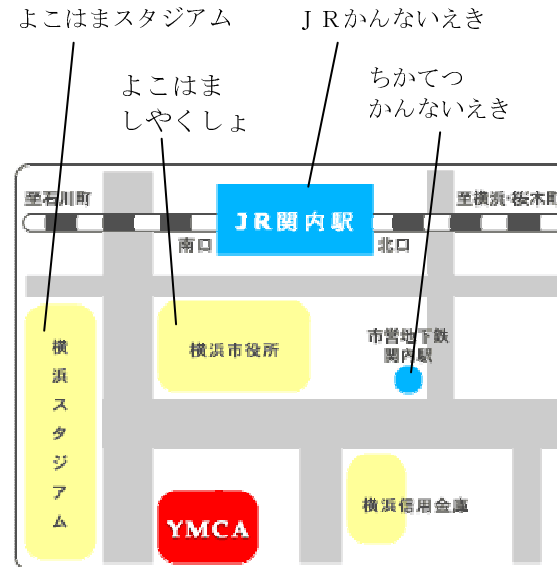 よこはまスタジアム
ＪＲかんないえき
よこはま
しやくしょ
ちかてつ
かんないえき
至石川町
至横浜・桜木町
JR関内駅
南口
北口
横浜スタジアム
横浜市役所
市営地下鉄
関内駅
YMCA
横浜信用金庫